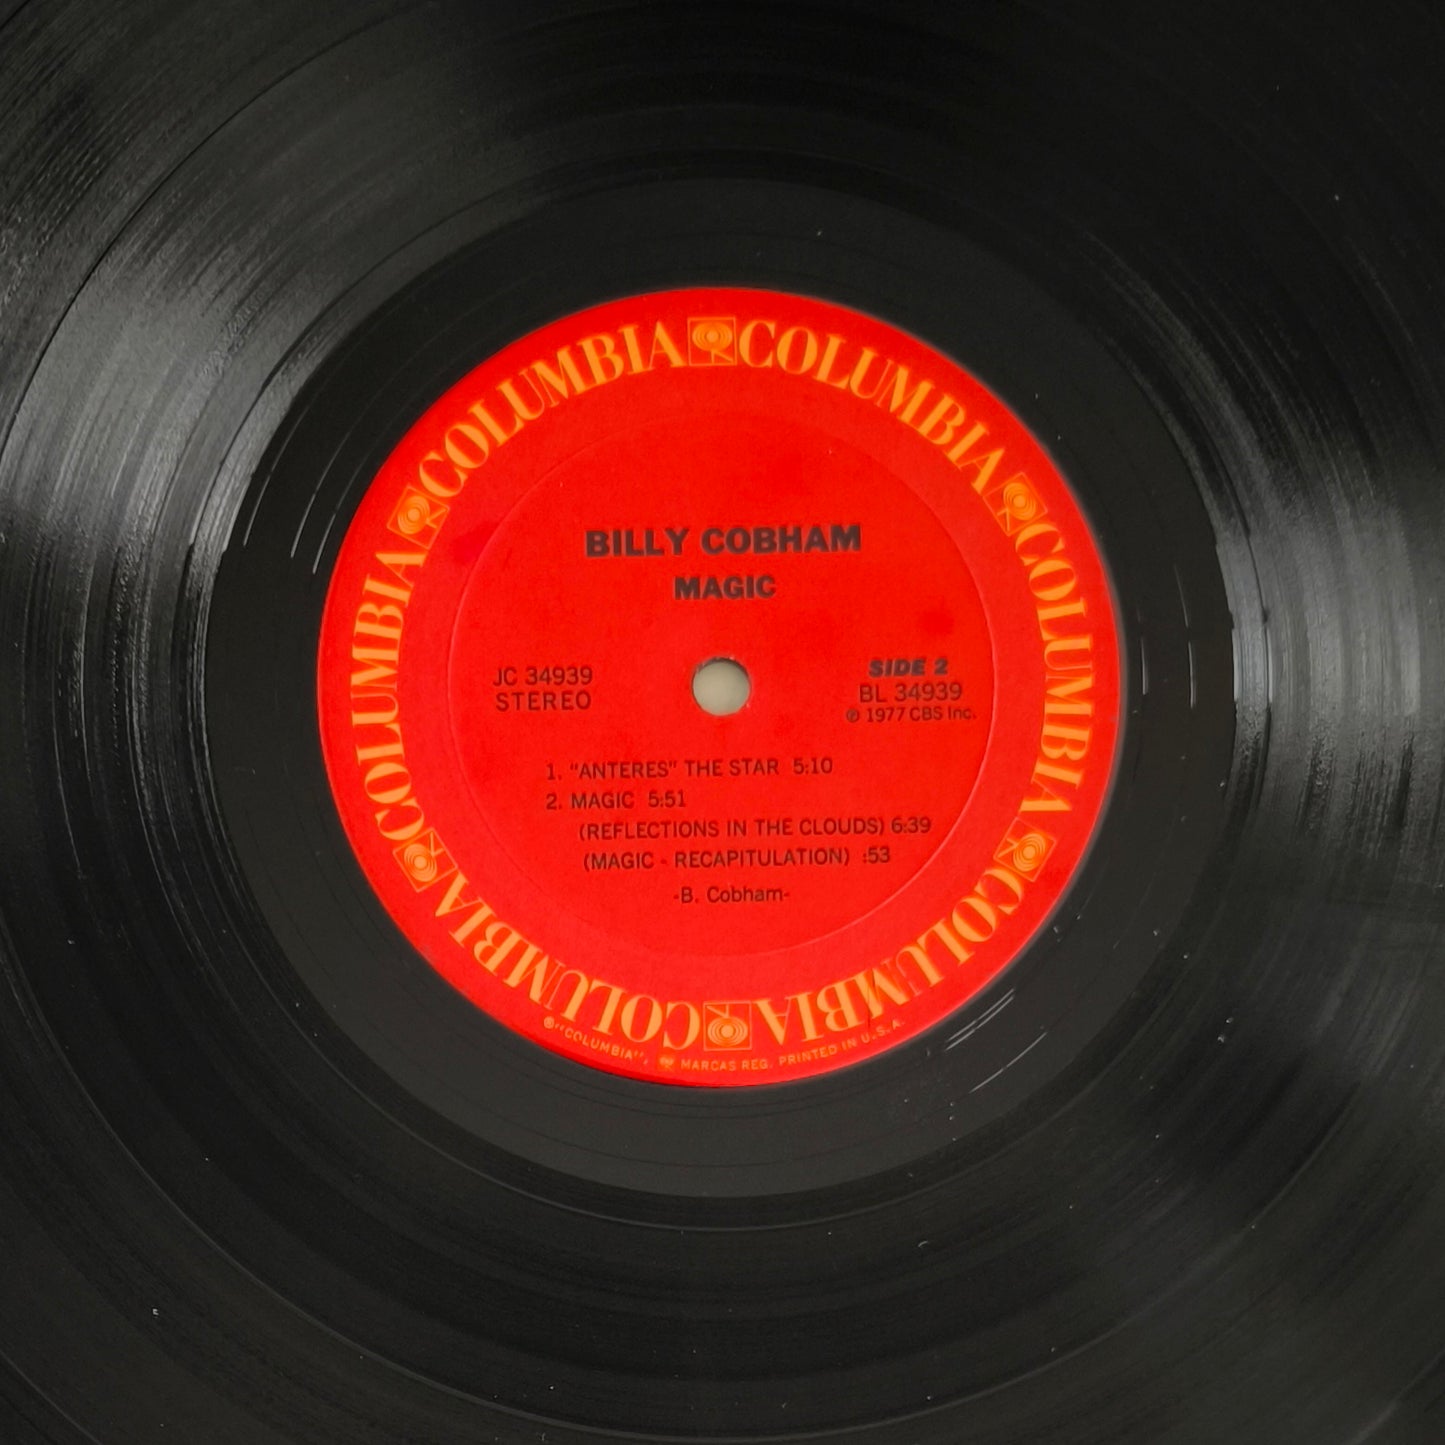 COLUMBIA COLUMBIA COLUMBIA COLUMBIA COLUMBIA COLUMBIA
BILLY COBHAM
MAGIC
JC 34939
STEREO
SIDE 2
BL 34939
℗ 1977 CBS Inc.
1. "ANTERES" THE STAR 5:10
2. MAGIC 5:51
(REFLECTIONS IN THE CLOUDS) 6:39
(MAGIC - RECAPITULATION) :53
-B. Cobham-
©"COLUMBIA", MARCAS REG. PRINTED IN U.S.A.